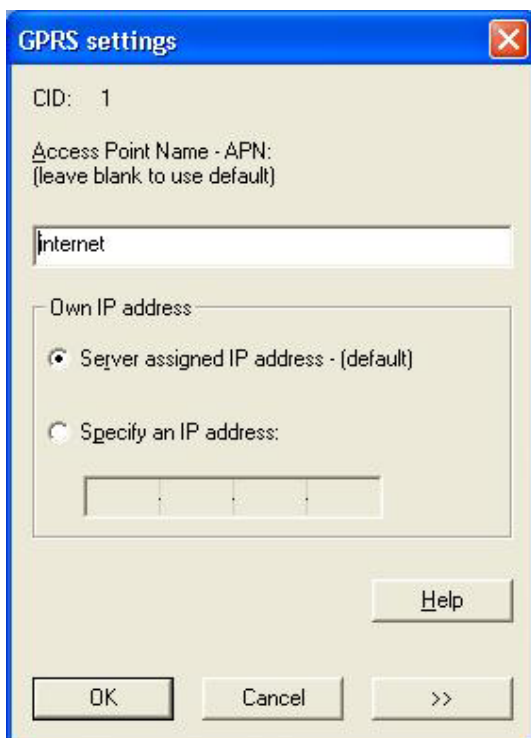 GPRS settings
CID: 1
Access Point Name - APN:
(leave blank to use default)
internet
Own IP address
Server assigned IP address - (default)
Specify an IP address:
. . .
Help
OK Cancel >>